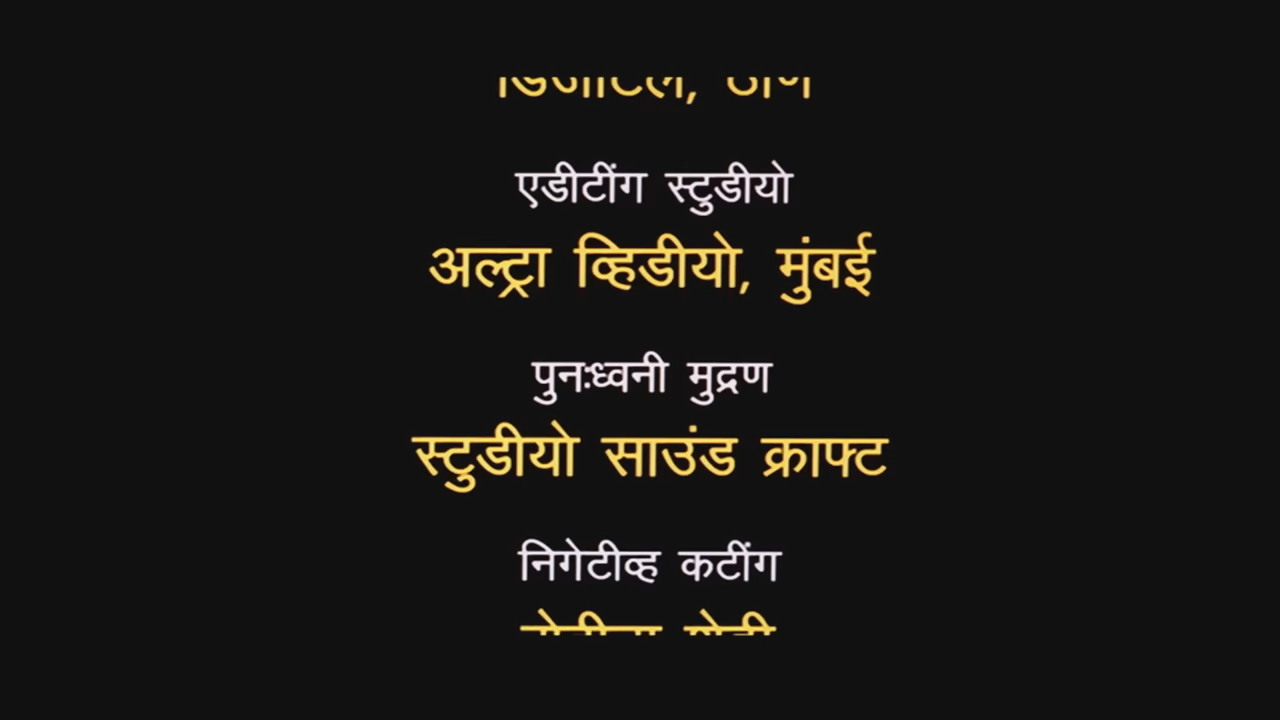 एडीटींग स्टुडीयो
अल्ट्रा व्हिडीयो, मुंबई
पुनःध्वनी मुद्रण
स्टुडीयो साउंड क्राफ्ट
निगेटीव्ह कटींग